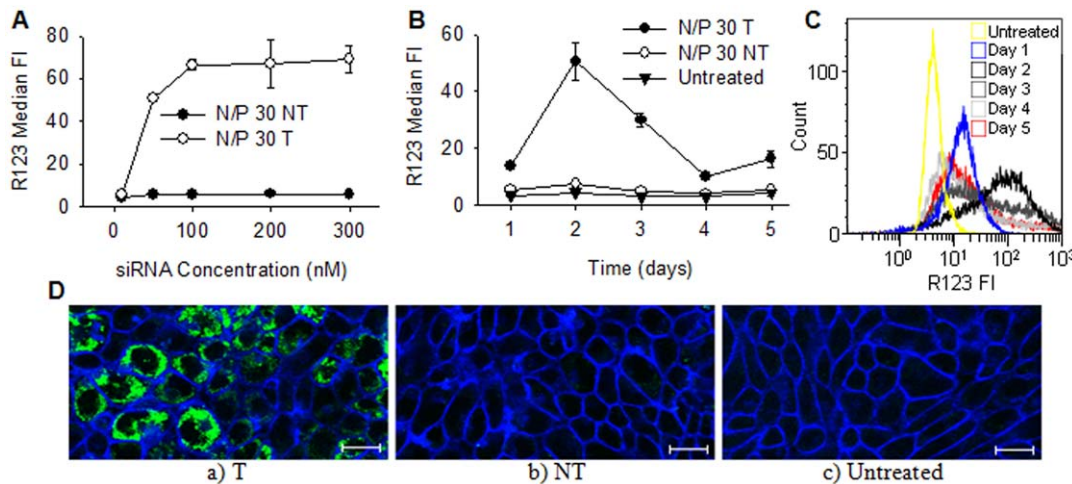 A
R123 Median FI
80
60
40
20
0
N/P 30 NT
N/P 30 T
0 100 200 300
siRNA Concentration (nM)
B
R123 Median FI
60
40
20
0
N/P 30 T
N/P 30 NT
Untreated
1 2 3 4 5
Time (days)
C
Count
100
50
0
Untreated
Day 1
Day 2
Day 3
Day 4
Day 5
10⁰ 10¹ 10² 10³
R123 FI
D
a) T
b) NT
c) Untreated